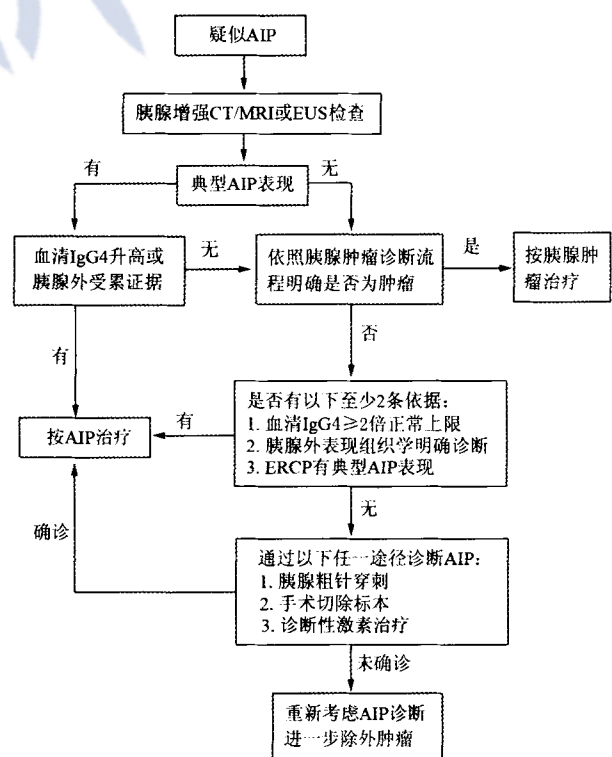 疑似AIP
胰腺增强CT/MRI或EUS检查
有
无
典型AIP表现
血清IgG4升高或
胰腺外受累证据
无
依照胰腺肿瘤诊断流
程明确是否为肿瘤
是
按胰腺肿
瘤治疗
有
否
是否有以下至少2条依据:
1. 血清IgG4≥2倍正常上限
2. 胰腺外表现组织学明确诊断
3. ERCP有典型AIP表现
有
按AIP治疗
无
确诊
通过以下任一途径诊断AIP:
1. 胰腺粗针穿刺
2. 手术切除标本
3. 诊断性激素治疗
未确诊
重新考虑AIP诊断
进一步除外肿瘤